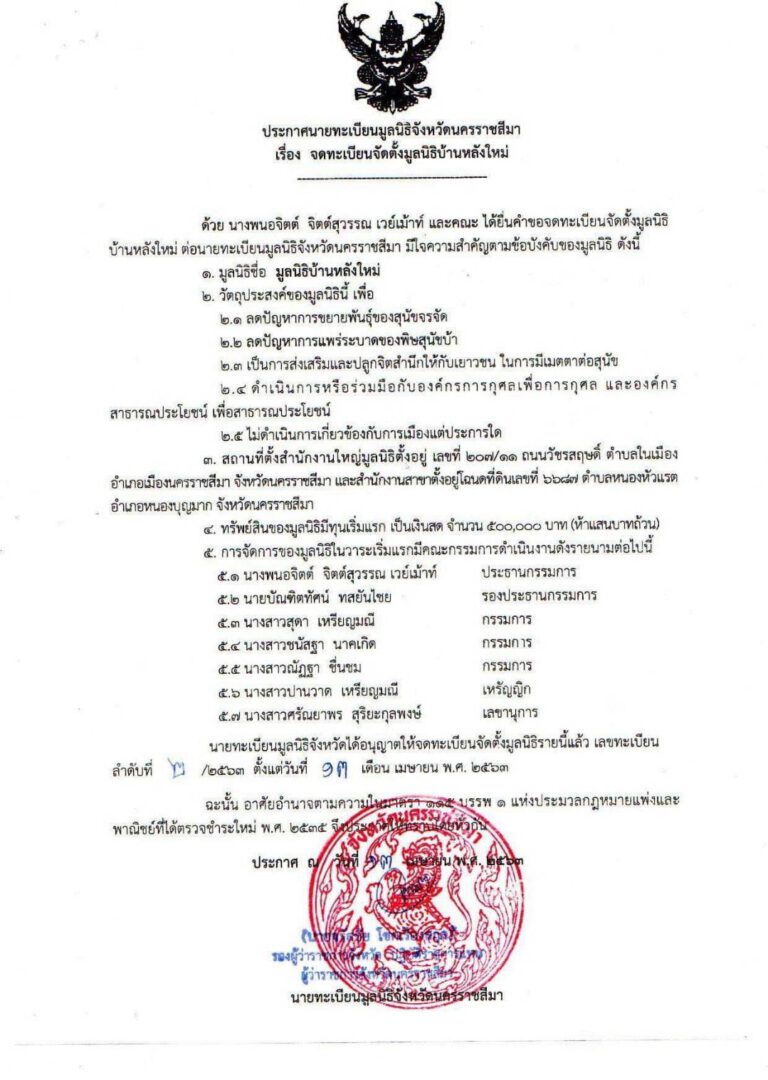 ประกาศนายทะเบียนมูลนิธิจังหวัดนครราชสีมา
เรื่อง จดทะเบียนจัดตั้งมูลนิธิบ้านหลังใหม่
ด้วย นางพนอจิตต์ จิตต์สุวรรณ เวย์เม้าท์ และคณะ ได้ยื่นคำขอจดทะเบียนจัดตั้งมูลนิธิ
บ้านหลังใหม่ ต่อนายทะเบียนมูลนิธิจังหวัดนครราชสีมา มีใจความสำคัญตามข้อบังคับของมูลนิธิ ดังนี้
๑. มูลนิธิชื่อ มูลนิธิบ้านหลังใหม่
๒. วัตถุประสงค์ของมูลนิธินี้ เพื่อ
๒.๑ ลดปัญหาการขยายพันธุ์ของสุนัขจรจัด
๒.๒ ลดปัญหาการแพร่ระบาดของพิษสุนัขบ้า
๒.๓ เป็นการส่งเสริมและปลูกจิตสำนึกให้กับเยาวชน ในการมีเมตตาต่อสุนัข
๒.๔ ดำเนินการหรือร่วมมือกับองค์กรการกุศลเพื่อการกุศล และองค์กร
สาธารณประโยชน์ เพื่อสาธารณประโยชน์
๒.๕ ไม่ดำเนินการเกี่ยวข้องกับการเมืองแต่ประการใด
๓. สถานที่ตั้งสำนักงานใหญ่มูลนิธิตั้งอยู่ เลขที่ ๒๐๗/๑๑ ถนนวัชรสฤษดิ์ ตำบลในเมือง
อำเภอเมืองนครราชสีมา จังหวัดนครราชสีมา และสำนักงานสาขาตั้งอยู่โฉนดที่ดินเลขที่ ๖๖๘๗ ตำบลหนองหัวแรต
อำเภอหนองบุญมาก จังหวัดนครราชสีมา
๔. ทรัพย์สินของมูลนิธิมีทุนเริ่มแรก เป็นเงินสด จำนวน ๕๐๐,๐๐๐ บาท (ห้าแสนบาทถ้วน)
๕. การจัดการของมูลนิธิในวาระเริ่มแรกมีคณะกรรมการดำเนินงานดังรายนามต่อไปนี้
๕.๑ นางพนอจิตต์ จิตต์สุวรรณ เวย์เม้าท์ ประธานกรรมการ
๕.๒ นายบัณฑิตทัศน์ ทสยันไชย รองประธานกรรมการ
๕.๓ นางสาวสุดา เหรียญมณี กรรมการ
๕.๔ นางสาวชนัสฐา นาคเกิด กรรมการ
๕.๕ นางสาวณัฏฐา ชื่นชม กรรมการ
๕.๖ นางสาวปานวาด เหรียญมณี เหรัญญิก
๕.๗ นางสาวศรัณยาพร สุริยะกุลพงษ์ เลขานุการ
นายทะเบียนมูลนิธิจังหวัดได้อนุญาตให้จดทะเบียนจัดตั้งมูลนิธิรายนี้แล้ว เลขทะเบียน
ลำดับที่ ๒ /๒๕๖๓ ตั้งแต่วันที่ ๑๓ เดือน เมษายน พ.ศ. ๒๕๖๓
ฉะนั้น อาศัยอำนาจตามความในมาตรา ๑๑๕ บรรพ ๑ แห่งประมวลกฎหมายแพ่งและ
พาณิชย์ที่ได้ตรวจชำระใหม่ พ.ศ. ๒๕๓๕ จึงประกาศให้ทราบโดยทั่วกัน
ประกาศ ณ วันที่ ๑๓ เมษายน พ.ศ. ๒๕๖๓
รองผู้ว่าราชการจังหวัด ปฏิบัติราชการแทน
ผู้ว่าราชการจังหวัดนครราชสีมา
นายทะเบียนมูลนิธิจังหวัดนครราชสีมา